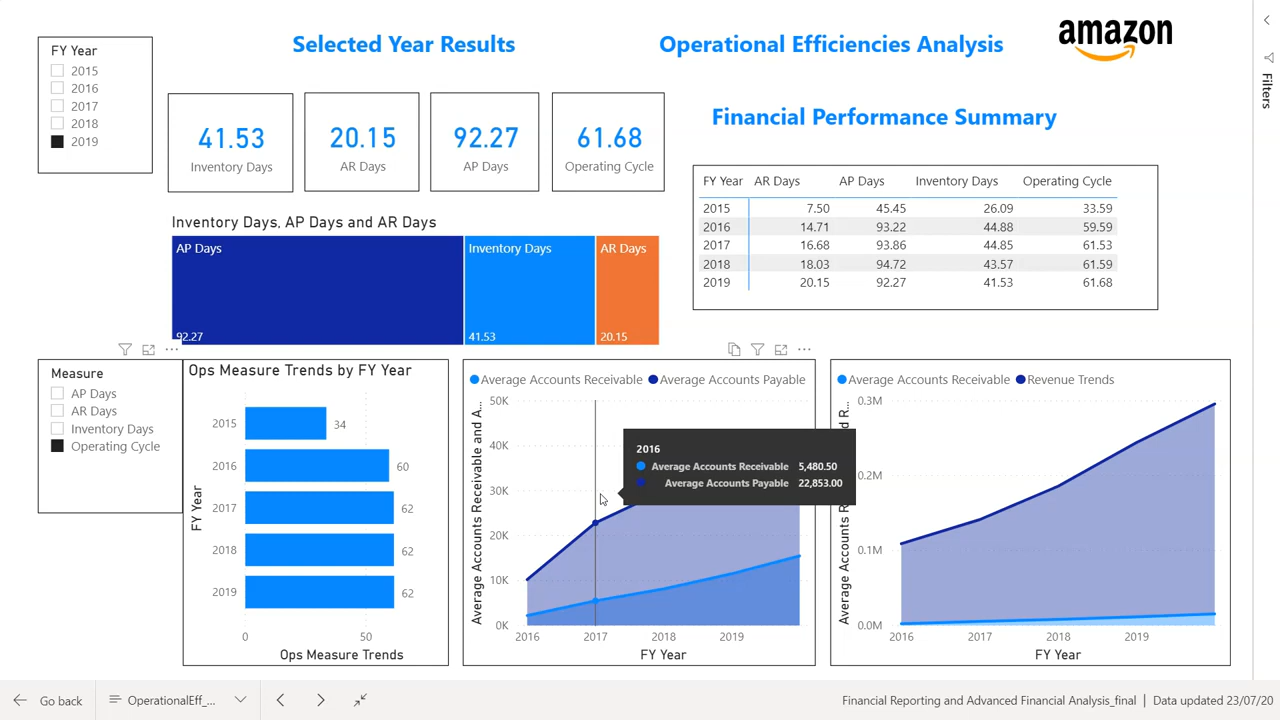 FY Year
2015
2016
2017
2018
2019
Selected Year Results
Operational Efficiencies Analysis
amazon
Filters
41.53
Inventory Days
20.15
AR Days
92.27
AP Days
61.68
Operating Cycle
Financial Performance Summary
FY Year AR Days AP Days Inventory Days Operating Cycle
2015 7.50 45.45 26.09 33.59
2016 14.71 93.22 44.88 59.59
2017 16.68 93.86 44.85 61.53
2018 18.03 94.72 43.57 61.59
2019 20.15 92.27 41.53 61.68
Inventory Days, AP Days and AR Days
AP Days Inventory Days AR Days
92.27 41.53 20.15
Measure
AP Days
AR Days
Inventory Days
Operating Cycle
Ops Measure Trends by FY Year
FY Year
2015 34
2016 60
2017 62
2018 62
2019 62
0 50
Ops Measure Trends
Average Accounts Receivable Average Accounts Payable
Average Accounts Receivable and A...
50K
40K
30K
20K
10K
0K
2016
Average Accounts Receivable 5,480.50
Average Accounts Payable 22,853.00
2016 2017 2018 2019
FY Year
Average Accounts Receivable Revenue Trends
Average Accounts R... d R...
0.3M
0.2M
0.1M
0.0M
2016 2017 2018 2019
FY Year
Go back
OperationalEff_...
Financial Reporting and Advanced Financial Analysis_final | Data updated 23/07/20